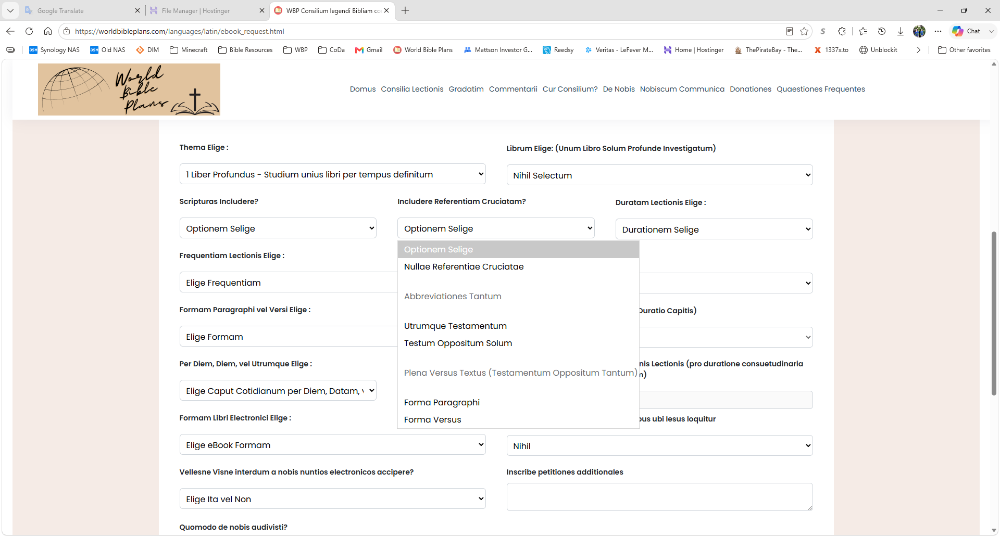 Google Translate
File Manager | Hostinger
WBP Consilium legendi Bibliam co
https://worldbibleplans.com/languages/latin/ebook_request.html
Chat
Synology NAS
Old NAS
DIM
Minecraft
Bible Resources
WBP
CoDa
Gmail
World Bible Plans
Mattson Investor G...
Reedsy
Veritas - LeFever M...
Home | Hostinger
ThePirateBay - The...
1337x.to
Unblockit
Other favorites
World
Bible
Plans
Domus Consilia Lectionis Gradatim Commentarii Cur Consilium? De Nobis Nobiscum Communica Donationes Quaestiones Frequentes
Thema Elige :
Librum Elige: (Unum Libro Solum Profunde Investigatum)
1 Liber Profundus - Studium unius libri per tempus definitum
Nihil Selectum
Scripturas Includere?
Includere Referentiam Cruciatam?
Duratam Lectionis Elige :
Optionem Selige
Optionem Selige
Durationem Selige
Optionem Selige
Nullae Referentiae Cruciatae
Abbreviationes Tantum
Utrumque Testamentum
Testum Oppositum Solum
Plena Versus Textus (Testamentum Oppositum Tantum)
Forma Paragraphi
Forma Versus
Frequentiam Lectionis Elige :
Elige Frequentiam
Formam Paragraphi vel Versi Elige :
Duratio Capitis)
Elige Formam
Per Diem, Diem, vel Utrumque Elige :
nis Lectionis (pro duratione consuetudinaria
n)
Elige Caput Cotidianum per Diem, Datam, v
Formam Libri Electronici Elige :
ous ubi Iesus loquitur
Elige eBook Formam
Nihil
Vellesne Visne interdum a nobis nuntios electronicos accipere?
Inscribe petitiones additionales
Elige Ita vel Non
Quomodo de nobis audivisti?